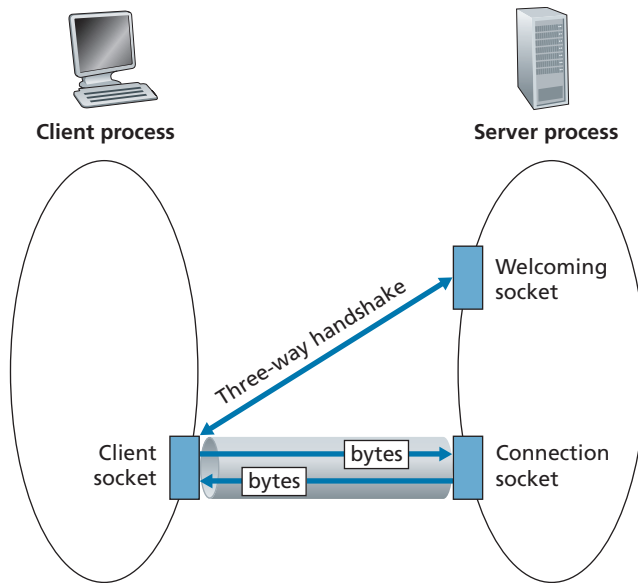 Client process
Server process
Welcoming
socket
Three-way handshake
Client
socket
bytes
bytes
Connection
socket